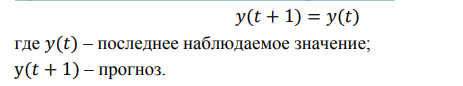 y(t + 1) = y(t)
где y(t) – последнее наблюдаемое значение;
y(t + 1) – прогноз.